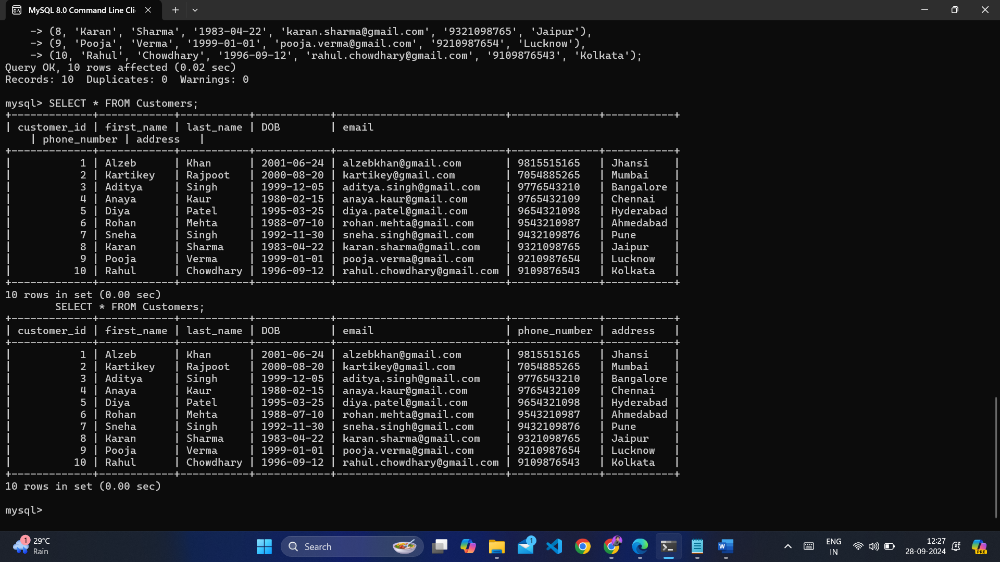 MySQL 8.0 Command Line Cli
    -> (8, 'Karan', 'Sharma', '1983-04-22', 'karan.sharma@gmail.com', '9321098765', 'Jaipur'),
    -> (9, 'Pooja', 'Verma', '1999-01-01', 'pooja.verma@gmail.com', '9210987654', 'Lucknow'),
    -> (10, 'Rahul', 'Chowdhary', '1996-09-12', 'rahul.chowdhary@gmail.com', '9109876543', 'Kolkata');
Query OK, 10 rows affected (0.02 sec)
Records: 10  Duplicates: 0  Warnings: 0
mysql> SELECT * FROM Customers;
+-------------+------------+-----------+------------+---------------------------+--------------+-----------+
| customer_id | first_name | last_name | DOB        | email
    | phone_number | address   |
+-------------+------------+-----------+------------+---------------------------+--------------+-----------+
|           1 | Alzeb      | Khan      | 2001-06-24 | alzebkhan@gmail.com       | 9815515165   | Jhansi    |
|           2 | Kartikey   | Rajpoot   | 2000-08-20 | kartikey@gmail.com        | 7054885265   | Mumbai    |
|           3 | Aditya     | Singh     | 1999-12-05 | aditya.singh@gmail.com    | 9776543210   | Bangalore |
|           4 | Anaya      | Kaur      | 1980-02-15 | anaya.kaur@gmail.com      | 9765432109   | Chennai   |
|           5 | Diya       | Patel     | 1995-03-25 | diya.patel@gmail.com      | 9654321098   | Hyderabad |
|           6 | Rohan      | Mehta     | 1988-07-10 | rohan.mehta@gmail.com     | 9543210987   | Ahmedabad |
|           7 | Sneha      | Singh     | 1992-11-30 | sneha.singh@gmail.com     | 9432109876   | Pune      |
|           8 | Karan      | Sharma    | 1983-04-22 | karan.sharma@gmail.com    | 9321098765   | Jaipur    |
|           9 | Pooja      | Verma     | 1999-01-01 | pooja.verma@gmail.com     | 9210987654   | Lucknow   |
|          10 | Rahul      | Chowdhary | 1996-09-12 | rahul.chowdhary@gmail.com | 9109876543   | Kolkata   |
+-------------+------------+-----------+------------+---------------------------+--------------+-----------+
10 rows in set (0.00 sec)
        SELECT * FROM Customers;
+-------------+------------+-----------+------------+---------------------------+--------------+-----------+
| customer_id | first_name | last_name | DOB        | email                     | phone_number | address   |
+-------------+------------+-----------+------------+---------------------------+--------------+-----------+
|           1 | Alzeb      | Khan      | 2001-06-24 | alzebkhan@gmail.com       | 9815515165   | Jhansi    |
|           2 | Kartikey   | Rajpoot   | 2000-08-20 | kartikey@gmail.com        | 7054885265   | Mumbai    |
|           3 | Aditya     | Singh     | 1999-12-05 | aditya.singh@gmail.com    | 9776543210   | Bangalore |
|           4 | Anaya      | Kaur      | 1980-02-15 | anaya.kaur@gmail.com      | 9765432109   | Chennai   |
|           5 | Diya       | Patel     | 1995-03-25 | diya.patel@gmail.com      | 9654321098   | Hyderabad |
|           6 | Rohan      | Mehta     | 1988-07-10 | rohan.mehta@gmail.com     | 9543210987   | Ahmedabad |
|           7 | Sneha      | Singh     | 1992-11-30 | sneha.singh@gmail.com     | 9432109876   | Pune      |
|           8 | Karan      | Sharma    | 1983-04-22 | karan.sharma@gmail.com    | 9321098765   | Jaipur    |
|           9 | Pooja      | Verma     | 1999-01-01 | pooja.verma@gmail.com     | 9210987654   | Lucknow   |
|          10 | Rahul      | Chowdhary | 1996-09-12 | rahul.chowdhary@gmail.com | 9109876543   | Kolkata   |
+-------------+------------+-----------+------------+---------------------------+--------------+-----------+
10 rows in set (0.00 sec)
mysql>
1
29°C
Rain
Search
1
W
ENG
IN
12:27
28-09-2024
PRE